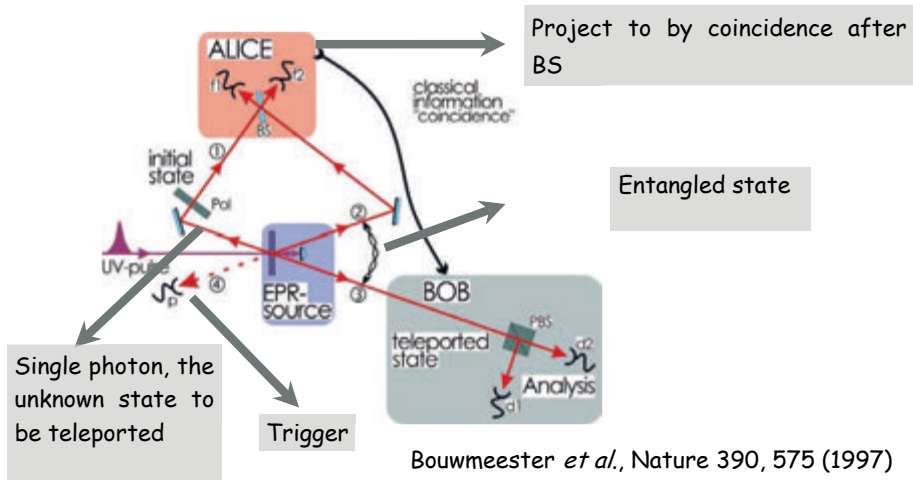 Project to by coincidence after
BS
ALICE
f1
f2
BS
classical
information
"coincidence"
①
initial
state
Pol
Entangled state
②
UV-pulse
④
p
EPR-
source
③
BOB
PBS
teleported
state
d2
Analysis
d1
Single photon, the
unknown state to
be teleported
Trigger
Bouwmeester et al., Nature 390, 575 (1997)